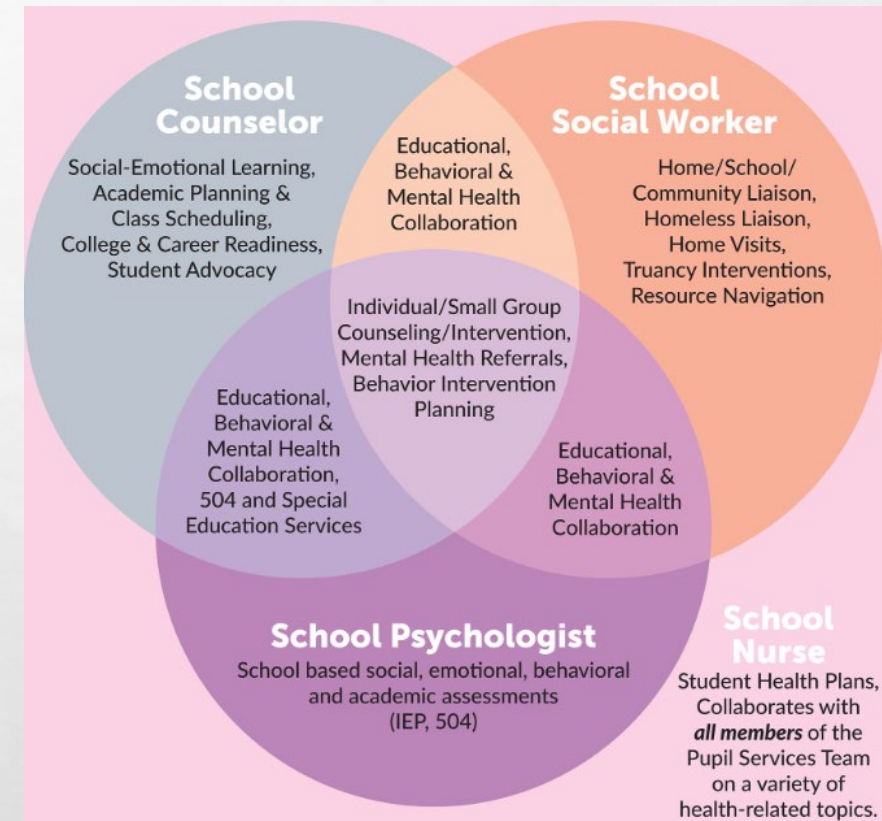 School
Counselor
Social-Emotional Learning,
Academic Planning &
Class Scheduling,
College & Career Readiness,
Student Advocacy
Educational,
Behavioral &
Mental Health
Collaboration
School
Social Worker
Home/School/
Community Liaison,
Homeless Liaison,
Home Visits,
Truancy Interventions,
Resource Navigation
Individual/Small Group
Counseling/Intervention,
Mental Health Referrals,
Behavior Intervention
Planning
Educational,
Behavioral &
Mental Health
Collaboration,
504 and Special
Education Services
Educational,
Behavioral &
Mental Health
Collaboration
School Psychologist
School based social, emotional, behavioral
and academic assessments
(IEP, 504)
School
Nurse
Student Health Plans,
Collaborates with
all members of the
Pupil Services Team
on a variety of
health-related topics.